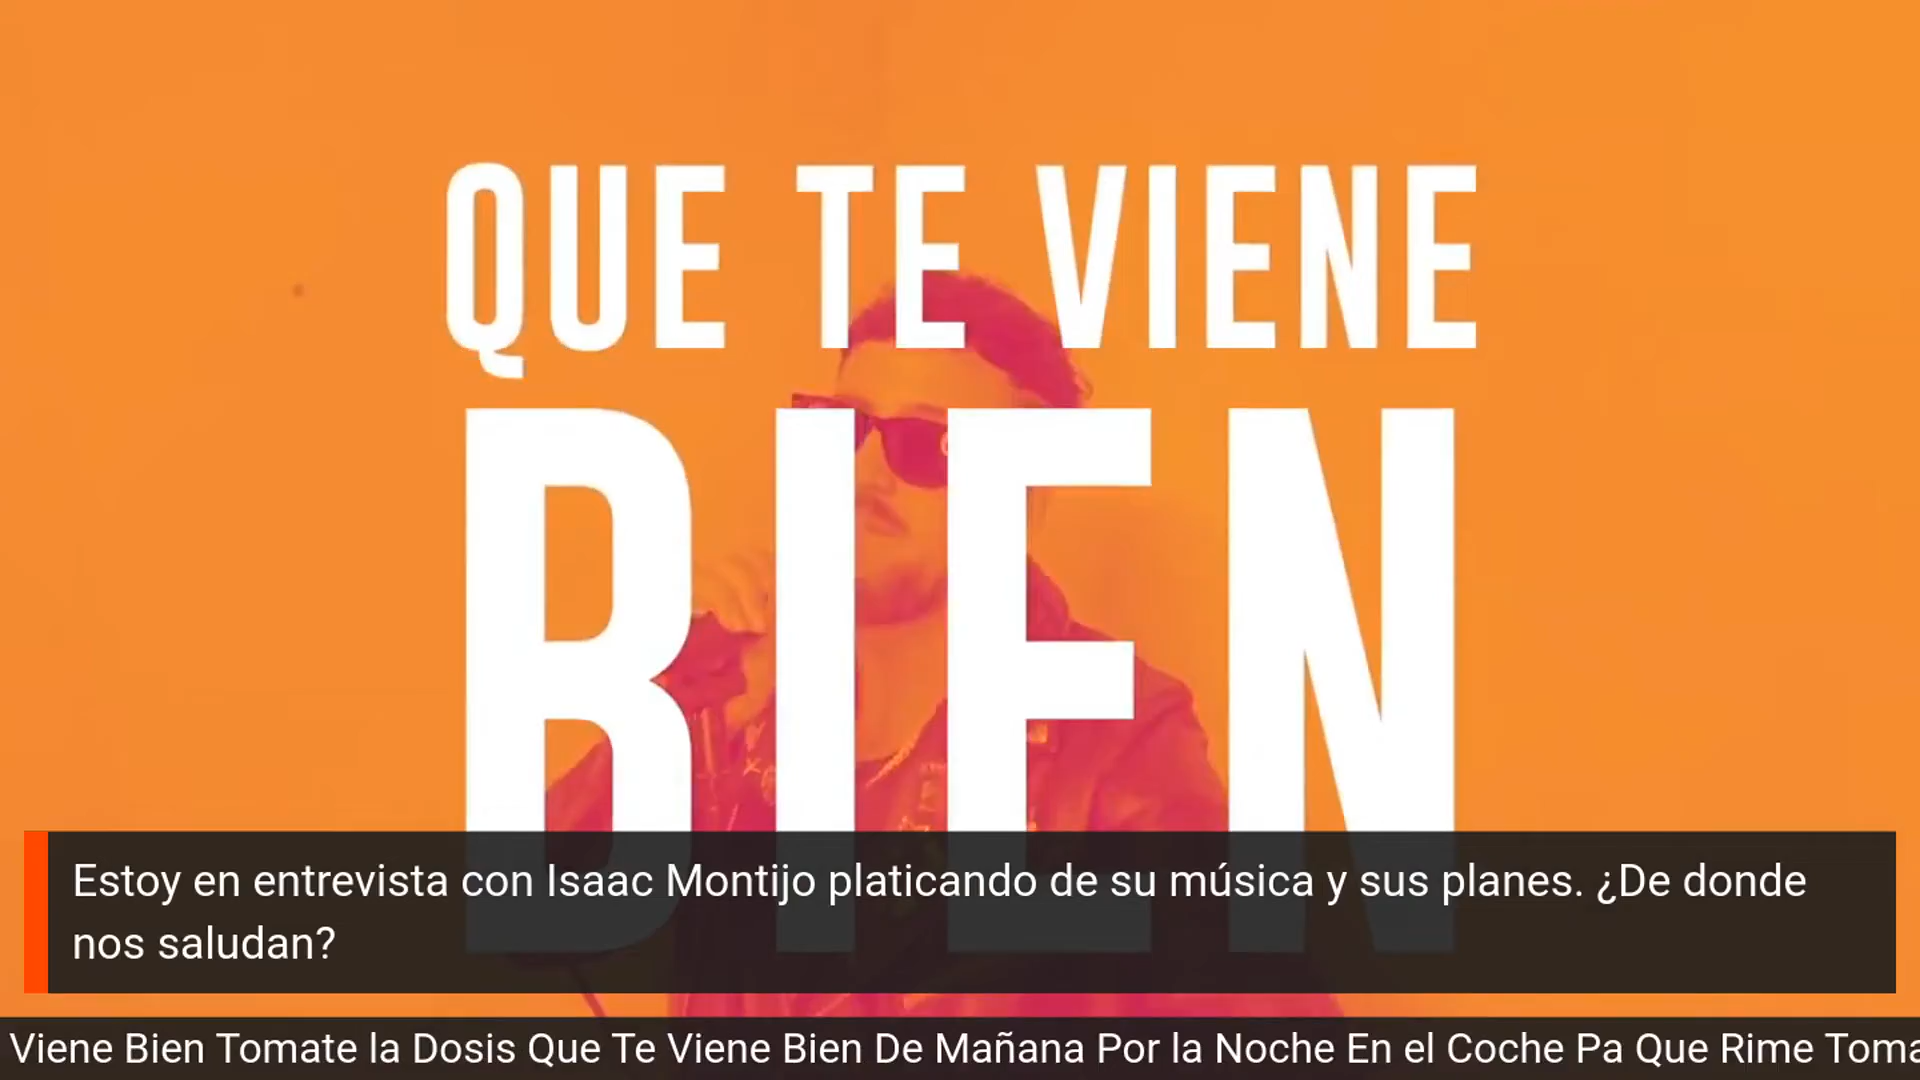 QUE TE VIENE
BIEN
Estoy en entrevista con Isaac Montijo platicando de su música y sus planes. ¿De donde
nos saludan?
Viene Bien Tomate la Dosis Que Te Viene Bien De Mañana Por la Noche En el Coche Pa Que Rime Toma